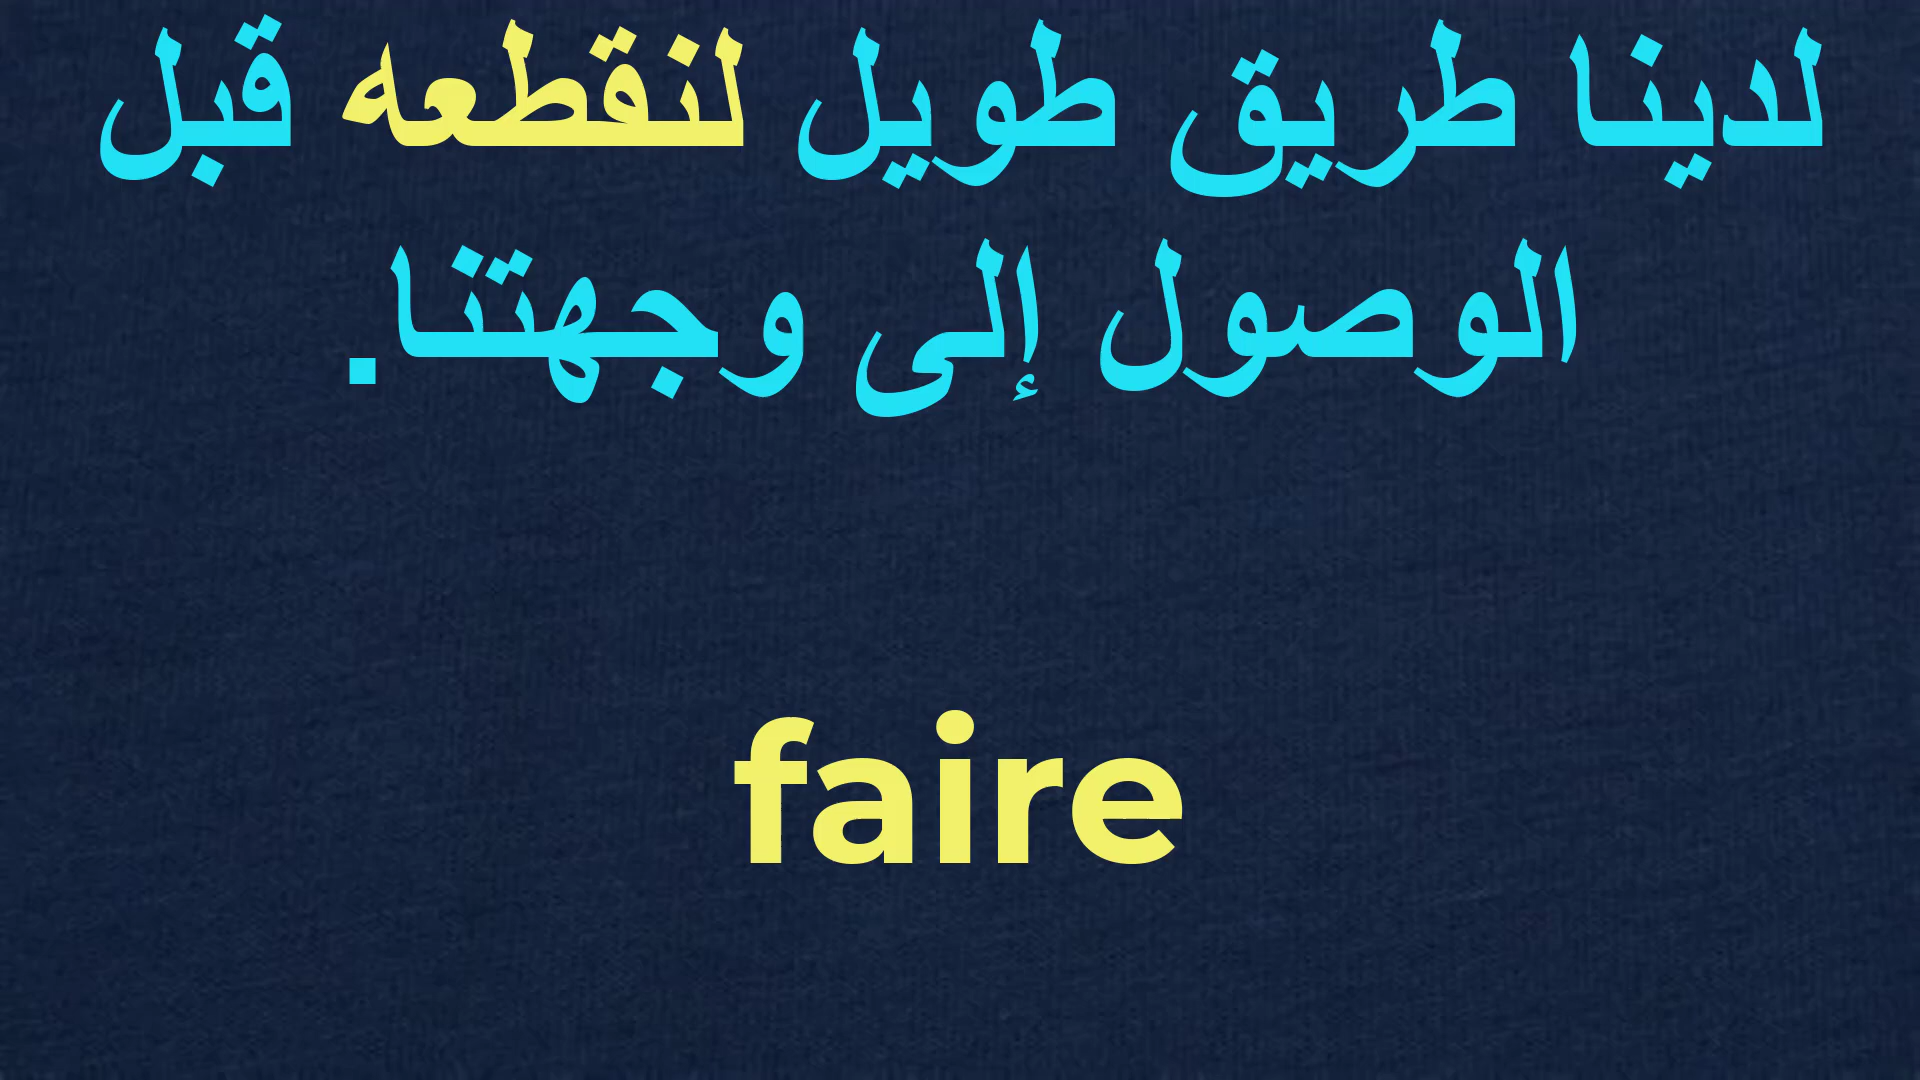 لدينا طريق طويل لنقطعه قبل
الوصول إلى وجهتنا.
faire